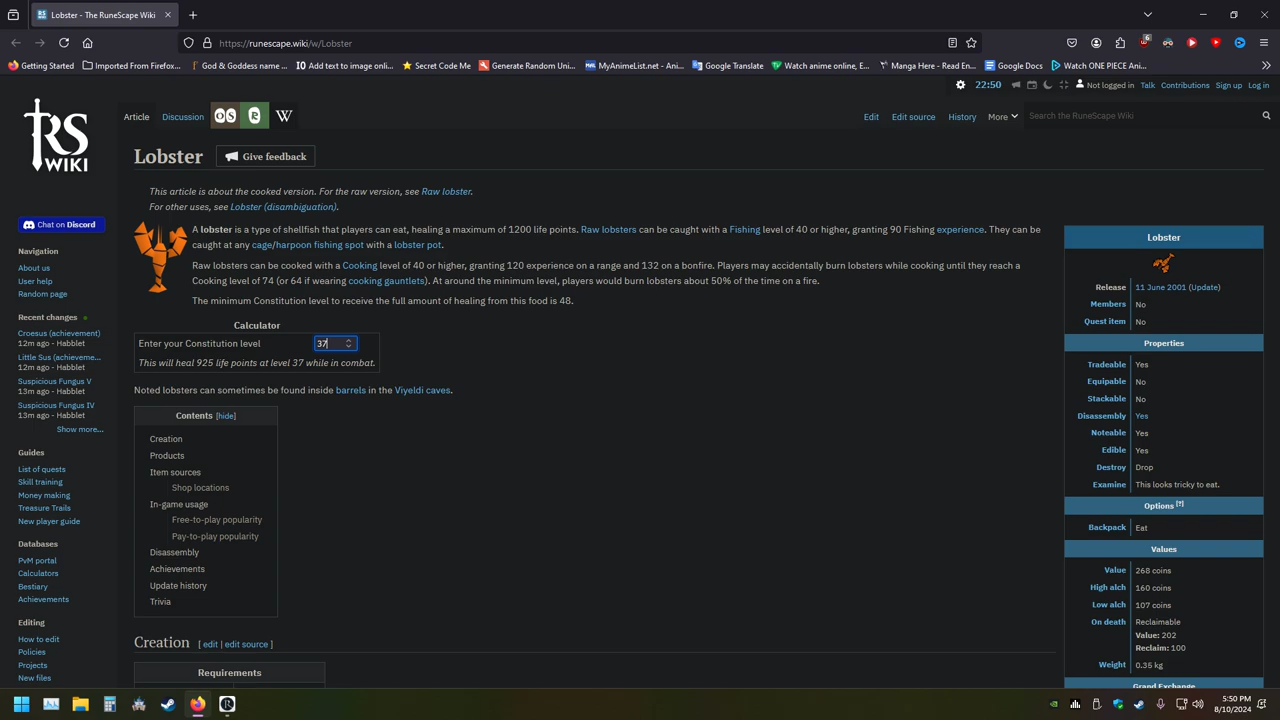 Lobster - The RuneScape Wiki
https://runescape.wiki/w/Lobster
6
Getting Started
Imported From Firefox...
God & Goddess name ...
Add text to online onl...
Secret Code Me
Generate Random Uni...
MyAnimeList.net - Ani...
Google Translate
Watch anime online, E...
Manga Here - Read En...
Google Docs
Watch ONE PIECE Ani...
22:50
Not logged in
Talk
Contributions
Sign up
Log in
RS
WIKI
Article
Discussion
OS
R
W
Edit
Edit source
History
More
Search the RuneScape Wiki
Lobster
Give feedback
This article is about the cooked version. For the raw version, see Raw lobster.
For other uses, see Lobster (disambiguation).
A lobster is a type of shellfish that players can eat, healing a maximum of 1200 life points. Raw lobsters can be caught with a Fishing level of 40 or higher, granting 90 Fishing experience. They can be
caught at any cage/harpoon fishing spot with a lobster pot.
Raw lobsters can be cooked with a Cooking level of 40 or higher, granting 120 experience on a range and 132 on a bonfire. Players may accidentally burn lobsters while cooking until they reach a
Cooking level of 74 (or 64 if wearing cooking gauntlets). At around the minimum level, players would burn lobsters about 50% of the time on a fire.
The minimum Constitution level to receive the full amount of healing from this food is 48.
Calculator
Enter your Constitution level 37
This will heal 925 life points at level 37 while in combat.
Noted lobsters can sometimes be found inside barrels in the Viyeldi caves.
Contents [hide]
Creation
Products
Item sources
Shop locations
In-game usage
Free-to-play popularity
Pay-to-play popularity
Disassembly
Achievements
Update history
Trivia
Creation [ edit | edit source ]
Requirements
Chat on Discord
Navigation
About us
User help
Random page
Recent changes
Croesus (achievement)
12m ago - Habblet
Little Sus (achieveme...
12m ago - Habblet
Suspicious Fungus V
13m ago - Habblet
Suspicious Fungus IV
13m ago - Habblet
Show more...
Guides
List of quests
Skill training
Money making
Treasure Trails
New player guide
Databases
PvM portal
Calculators
Bestiary
Achievements
Editing
How to edit
Policies
Projects
New files
Lobster
Release 11 June 2001 (Update)
Members No
Quest item No
Properties
Tradeable Yes
Equipable No
Stackable No
Disassembly Yes
Noteable Yes
Edible Yes
Destroy Drop
Examine This looks tricky to eat.
Options [?]
Backpack Eat
Values
Value 268 coins
High alch 160 coins
Low alch 107 coins
On death Reclaimable
Value: 202
Reclaim: 100
Weight 0.35 kg
Grand Exchange
5:50 PM
8/10/2024